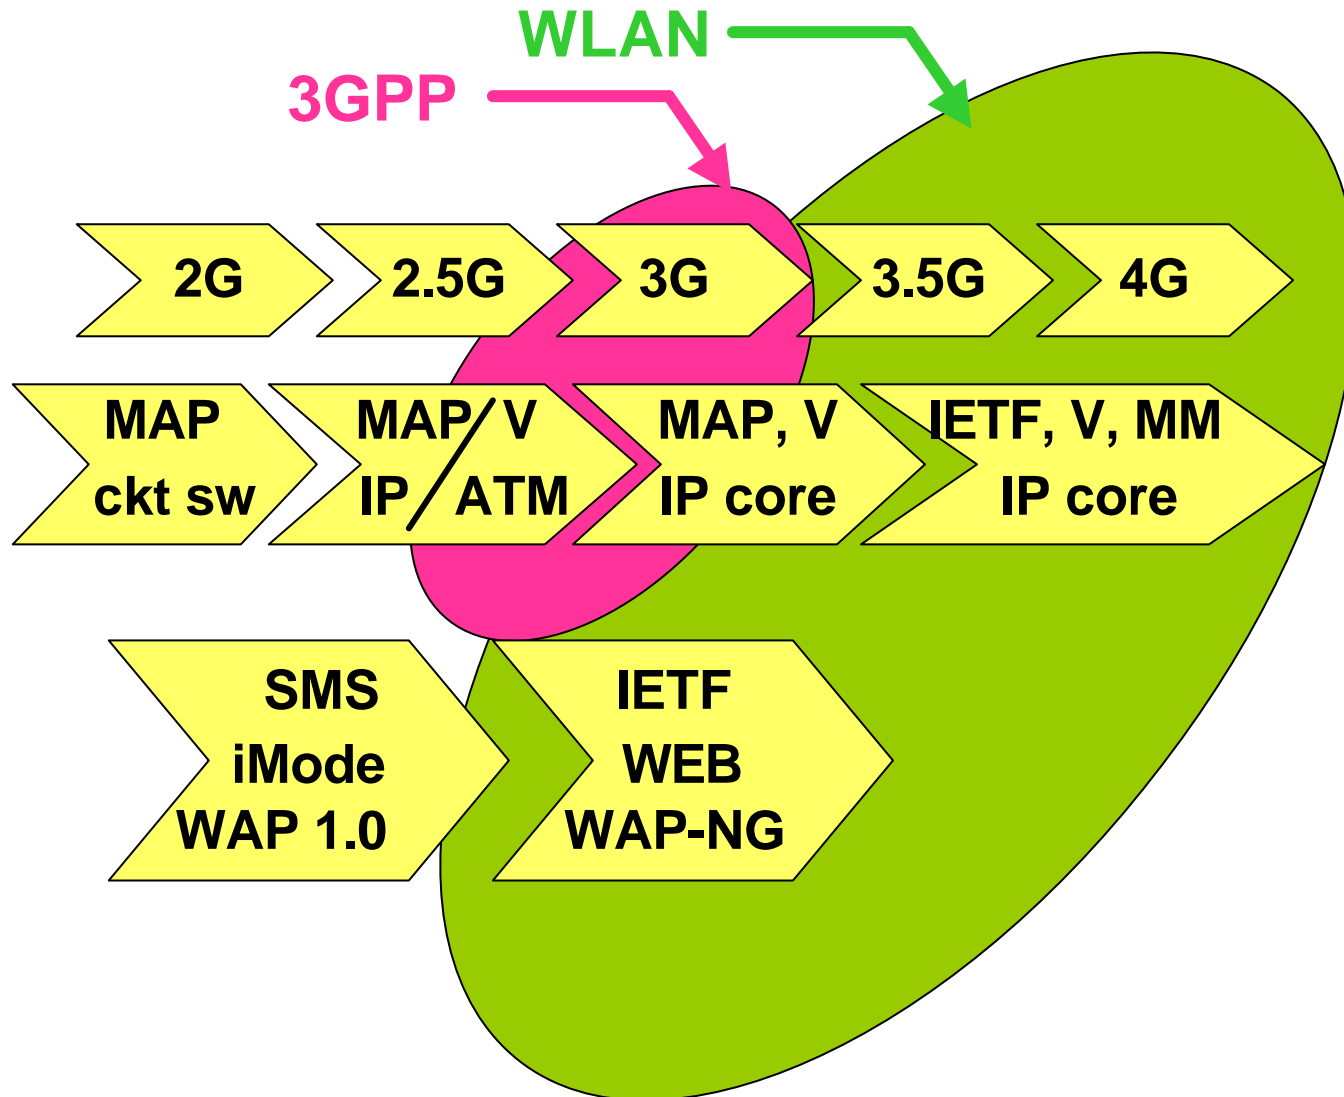 WLAN
3GPP
2G
2.5G
3G
3.5G
4G
MAP
ckt sw
MAP/V
IP/ATM
MAP, V
IP core
IETF, V, MM
IP core
SMS
iMode
WAP 1.0
IETF
WEB
WAP-NG